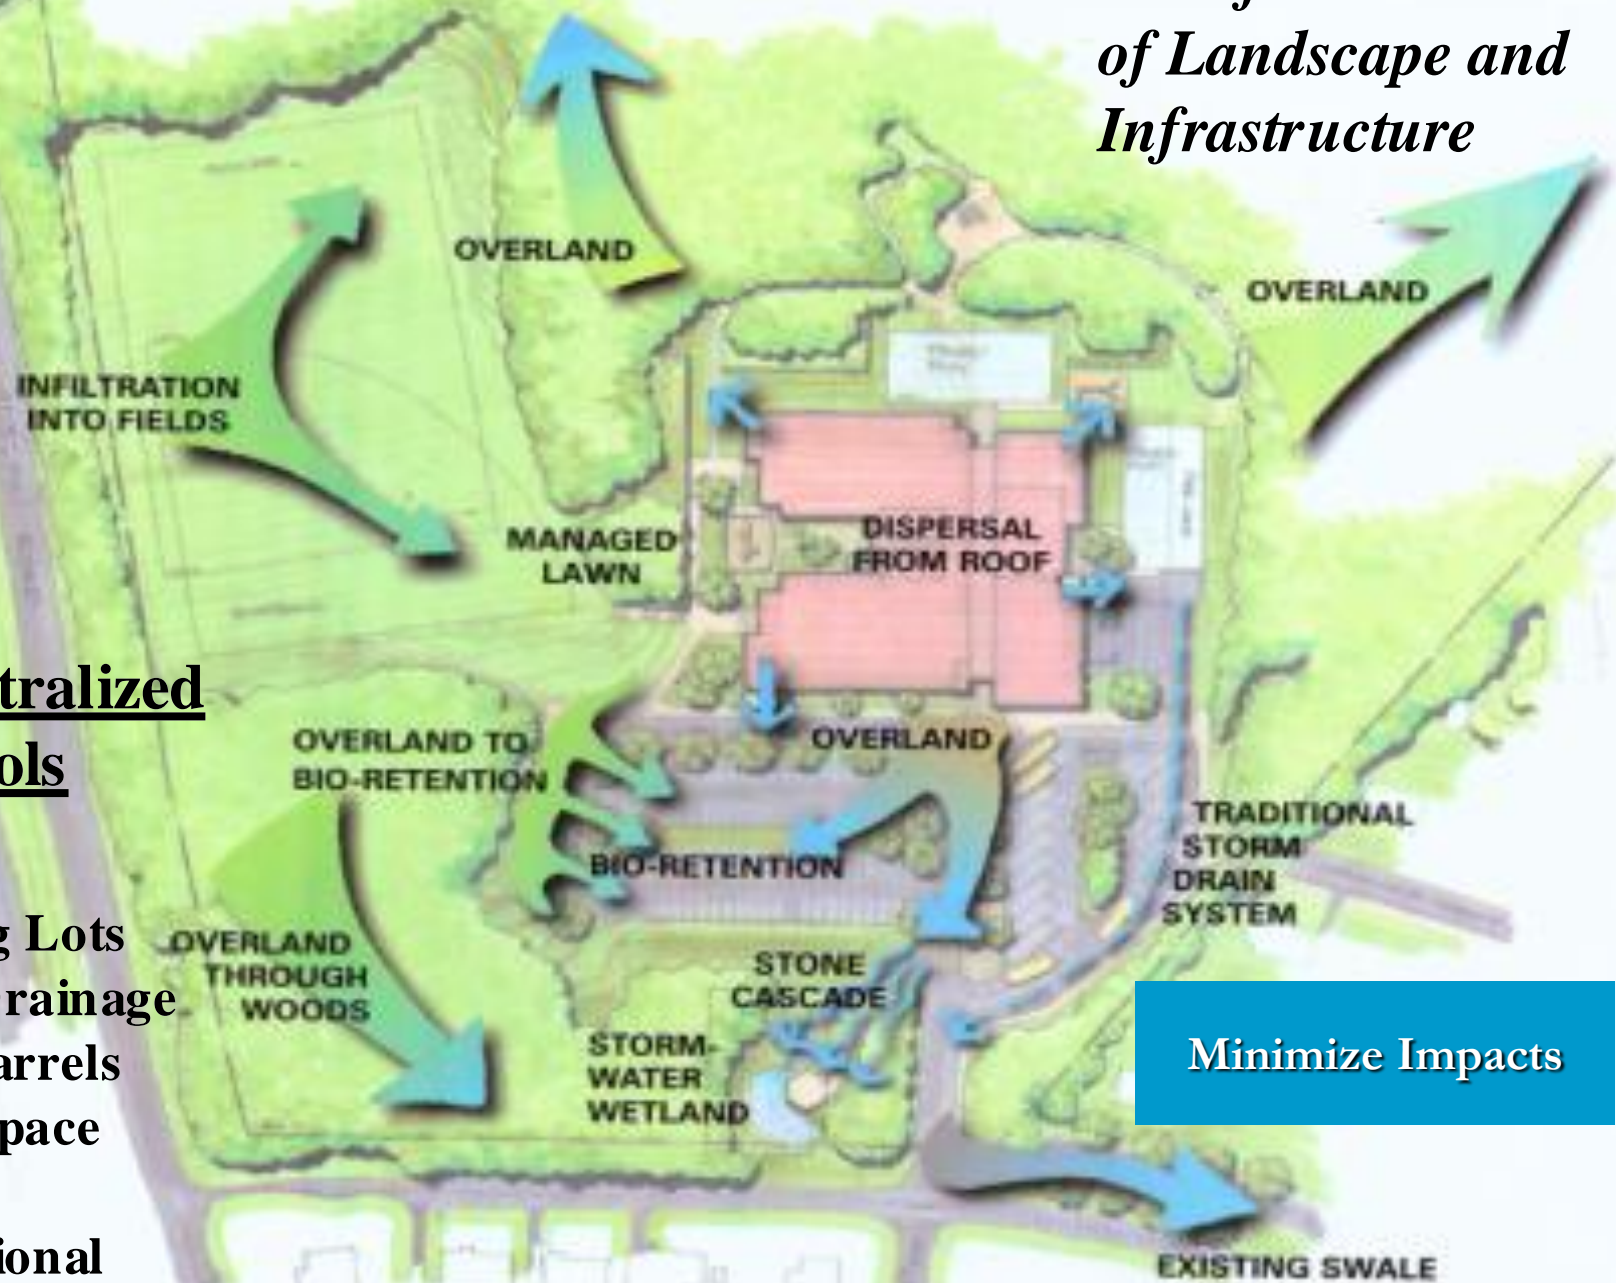 of Landscape and
Infrastructure
OVERLAND
OVERLAND
INFILTRATION
INTO FIELDS
MANAGED
LAWN
DISPERSAL
FROM ROOF
tralized
ols
OVERLAND TO
BIO-RETENTION
OVERLAND
BIO-RETENTION
TRADITIONAL
STORM
DRAIN
SYSTEM
g Lots
rainage
arrels
pace
ional
OVERLAND
THROUGH
WOODS
STONE
CASCADE
STORM-
WATER
WETLAND
Minimize Impacts
EXISTING SWALE